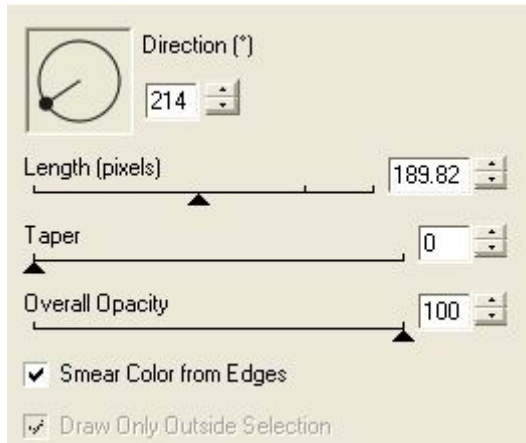 Direction (°)
214
Length (pixels)
189.82
Taper
0
Overall Opacity
100
Smear Color from Edges
Draw Only Outside Selection